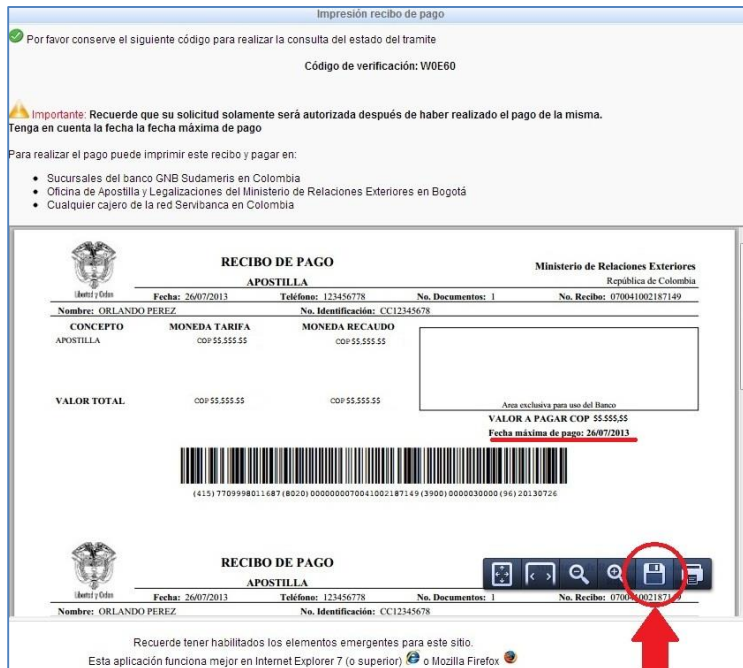 Impresión recibo de pago
Por favor conserve el siguiente código para realizar la consulta del estado del tramite
Código de verificación: W0E60
Importante: Recuerde que su solicitud solamente será autorizada después de haber realizado el pago de la misma.
Tenga en cuenta la fecha la fecha máxima de pago
Para realizar el pago puede imprimir este recibo y pagar en:
• Sucursales del banco GNB Sudameris en Colombia
• Oficina de Apostilla y Legalizaciones del Ministerio de Relaciones Exteriores en Bogotá
• Cualquier cajero de la red Servibanca en Colombia
RECIBO DE PAGO
Ministerio de Relaciones Exteriores
APOSTILLA
República de Colombia
Libertad y Orden
Fecha: 26/07/2013 Teléfono: 123456778 No. Documentos: 1 No. Recibo: 070041002187149
Nombre: ORLANDO PEREZ No. Identificación: CC12345678
CONCEPTO MONEDA TARIFA MONEDA RECAUDO
APOSTILLA COP $5.555.55 COP $5.555.55
VALOR TOTAL COP $5.555.55 COP $5.555.55
Area exclusiva para uso del Banco
VALOR A PAGAR COP $5.555,55
Fecha máxima de pago: 26/07/2013
(415)7709998011687(8020)000000070041002187149(3900)0000030000(96)20130726
RECIBO DE PAGO
APOSTILLA
Libertad y Orden
Fecha: 26/07/2013 Teléfono: 123456778 No. Documentos: 1 No. Recibo: 070041002187149
Nombre: ORLANDO PEREZ No. Identificación: CC12345678
Recuerde tener habilitados los elementos emergentes para este sitio.
Esta aplicación funciona mejor en Internet Explorer 7 (o superior) o Mozilla Firefox